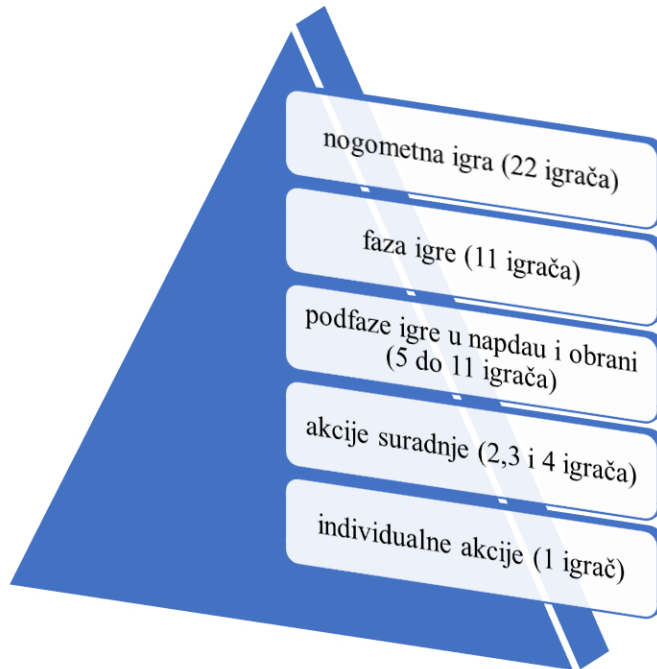 nogometna igra (22 igrača)
faza igre (11 igrača)
podfaze igre u napdau i obrani
(5 do 11 igrača)
akcije suradnje (2,3 i 4 igrača)
individualne akcije (1 igrač)